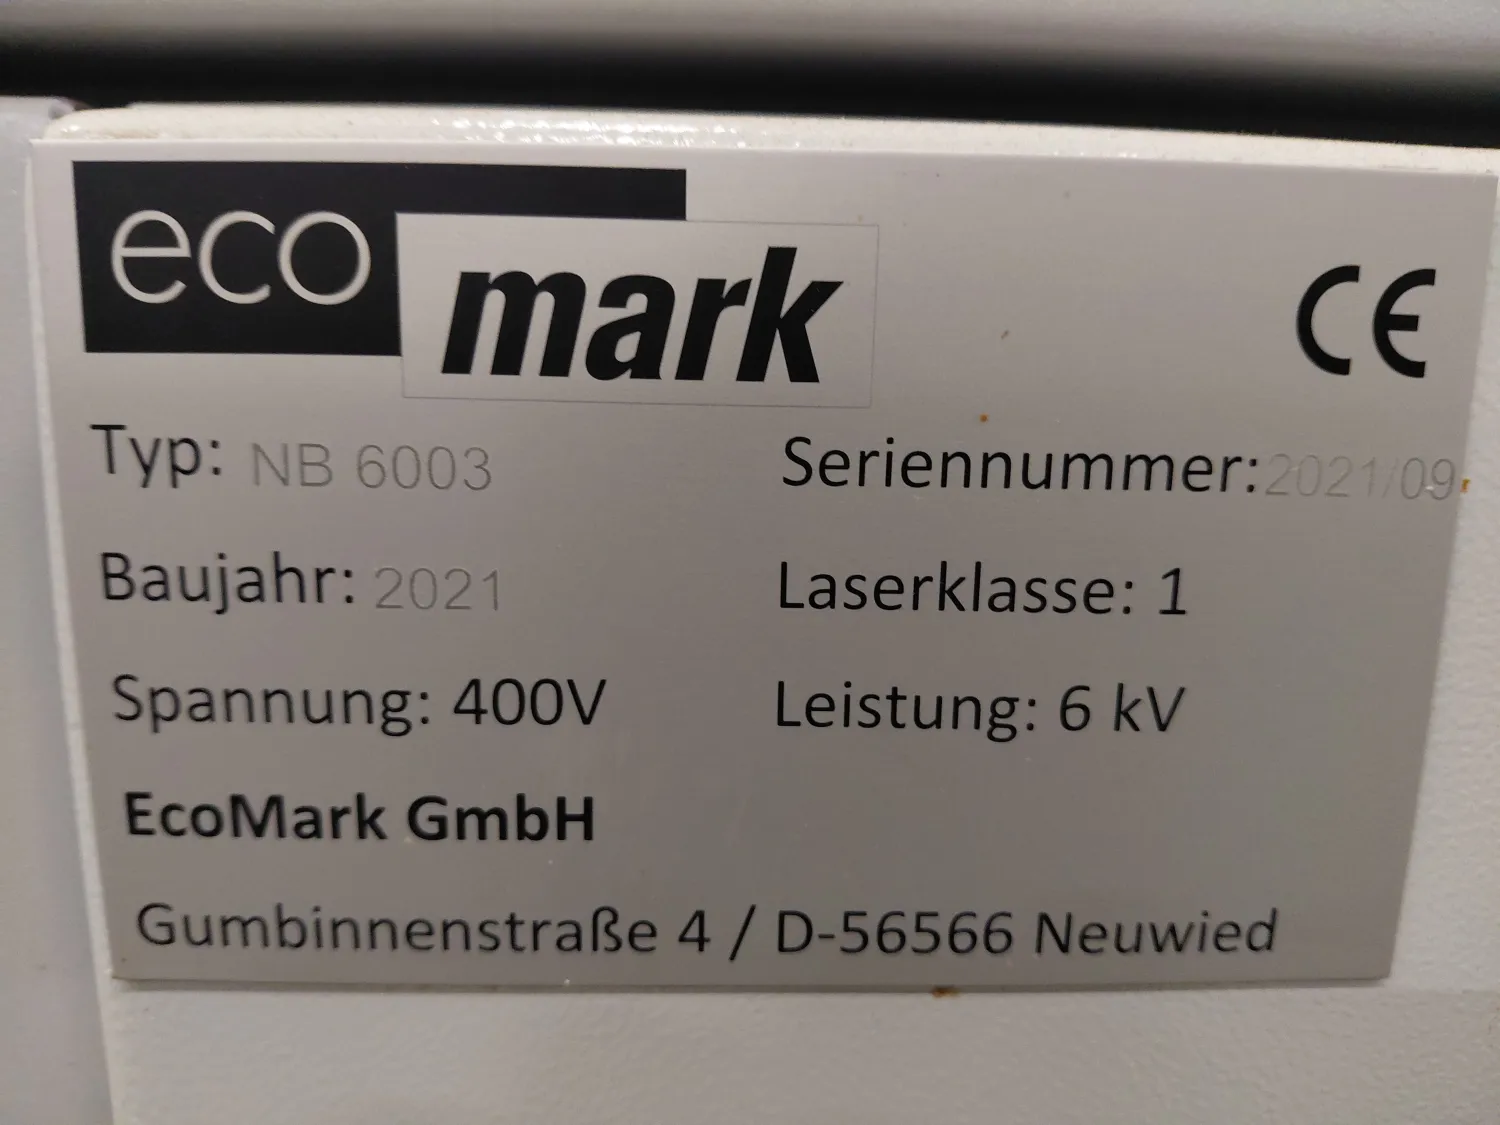 eco
mark
CE
Typ: NB 6003 Seriennummer: 2021/09
Baujahr: 2021 Laserklasse: 1
Spannung: 400V Leistung: 6 kV
EcoMark GmbH
Gumbinnenstraße 4 / D-56566 Neuwied